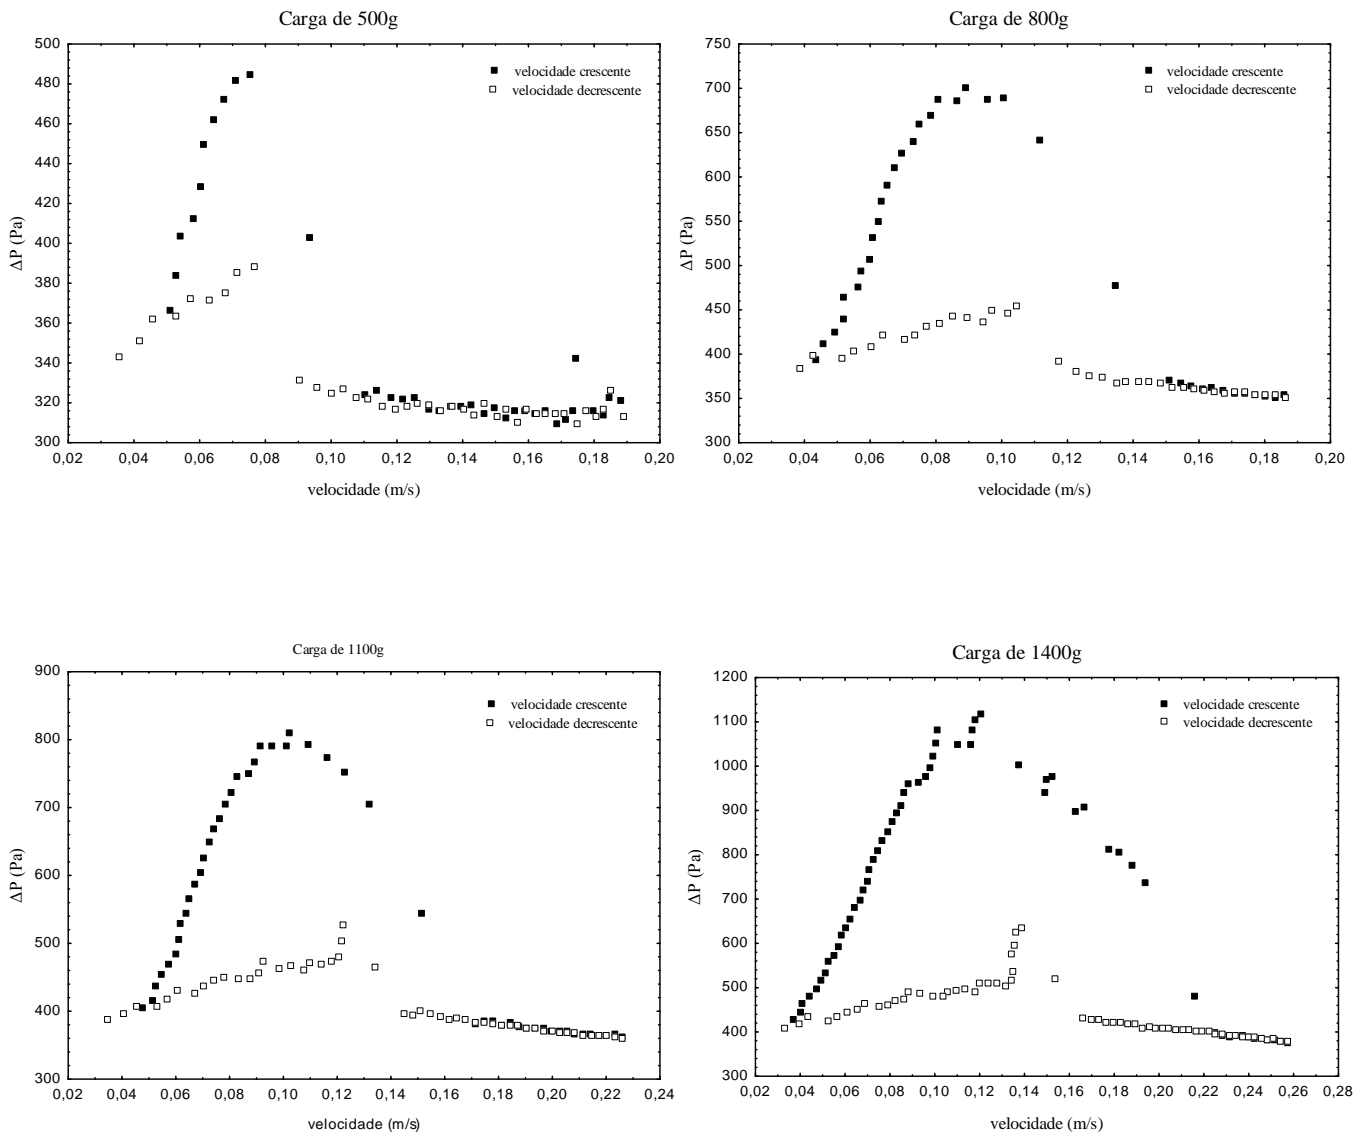 Carga de 500g
500
480
460
440
420
400
380
360
340
320
300
ΔP (Pa)
velocidade crescente
velocidade decrescente
0,02 0,04 0,06 0,08 0,10 0,12 0,14 0,16 0,18 0,20
velocidade (m/s)
Carga de 800g
750
700
650
600
550
500
450
400
350
300
ΔP (Pa)
velocidade crescente
velocidade decrescente
0,02 0,04 0,06 0,08 0,10 0,12 0,14 0,16 0,18 0,20
velocidade (m/s)
Carga de 1100g
900
800
700
600
500
400
300
ΔP (Pa)
velocidade crescente
velocidade decrescente
0,02 0,04 0,06 0,08 0,10 0,12 0,14 0,16 0,18 0,20 0,22 0,24
velocidade (m/s)
Carga de 1400g
1200
1100
1000
900
800
700
600
500
400
300
ΔP (Pa)
velocidade crescente
velocidade decrescente
0,02 0,04 0,06 0,08 0,10 0,12 0,14 0,16 0,18 0,20 0,22 0,24 0,26 0,28
velocidade (m/s)